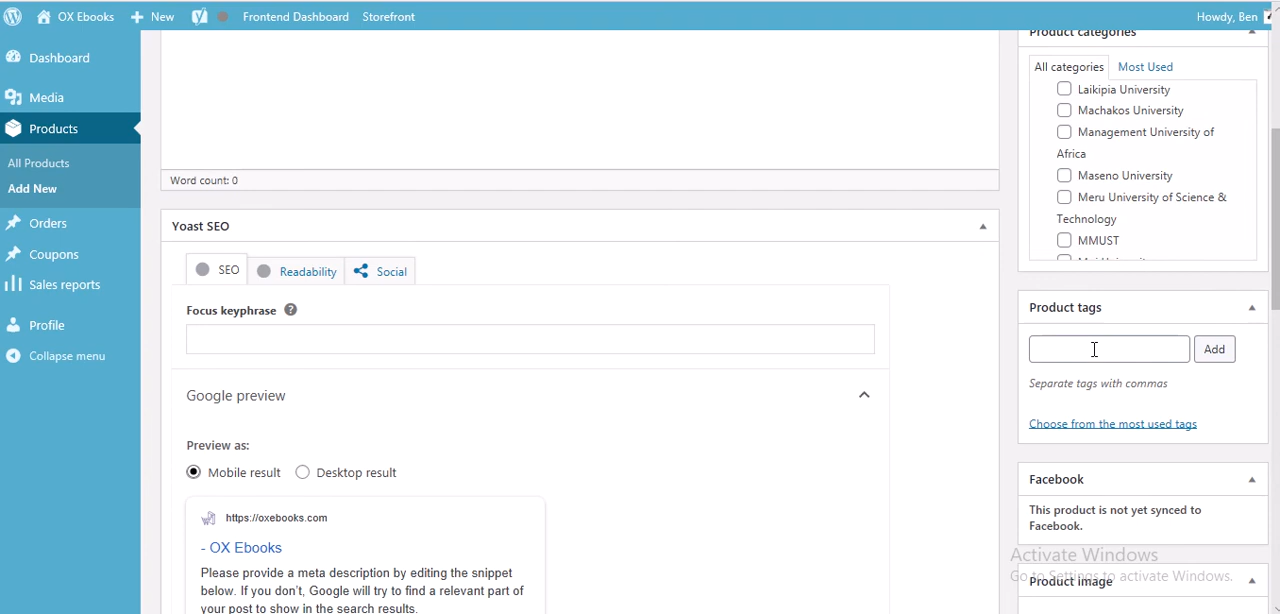 OX Ebooks
New
Frontend Dashboard
Storefront
Howdy, Ben
Dashboard
Media
Products
All Products
Add New
Orders
Coupons
Sales reports
Profile
Collapse menu
Word count: 0
Yoast SEO
SEO
Readability
Social
Focus keyphrase
Google preview
Preview as:
Mobile result
Desktop result
https://oxebooks.com
- OX Ebooks
Please provide a meta description by editing the snippet
below. If you don't, Google will try to find a relevant part of
your post to show in the search results.
Product categories
All categories
Most Used
Laikipia University
Machakos University
Management University of
Africa
Maseno University
Meru University of Science &
Technology
MMUST
Product tags
Add
Separate tags with commas
Choose from the most used tags
Facebook
This product is not yet synced to
Facebook.
Activate Windows
Go to Settings to activate Windows.
Product image